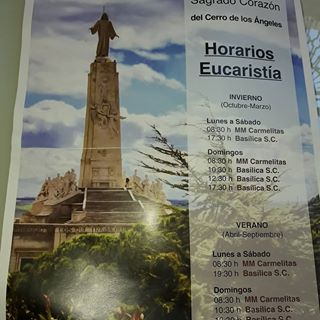 Sagrado Corazón
del Cerro de los Ángeles
Horarios
Eucaristía
INVIERNO
(Octubre-Marzo)
Lunes a Sábado
08:30 h MM Carmelitas
17:30 h Basílica S.C.
Domingos
08:30 h MM Carmelitas
10:30 h Basílica S.C.
12:30 h Basílica S.C.
17:30 h Basílica S.C.
VERANO
(Abril-Septiembre)
Lunes a Sábado
08:30 h MM Carmelitas
19:30 h Basílica S.C.
Domingos
08:30 h MM Carmelitas
10:30 h Basílica S.C.
Basílica S.C.